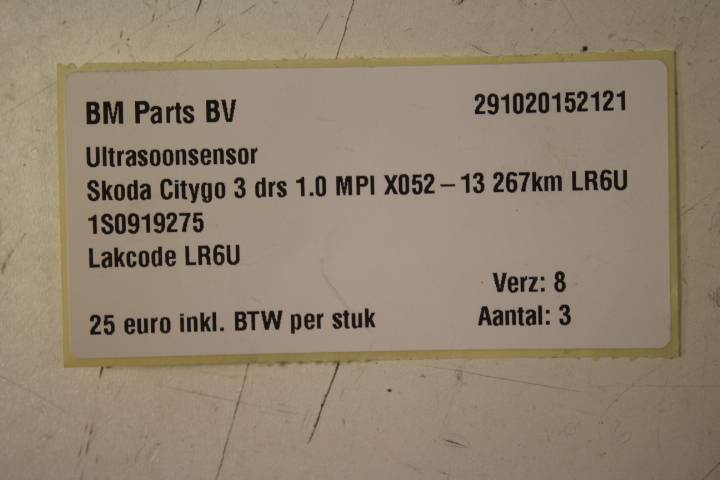 BM Parts BV 291020152121
Ultrasoonsensor
Skoda Citygo 3 drs 1.0 MPI X052 – 13 267km LR6U
1S0919275
Lakcode LR6U
Verz: 8
25 euro inkl. BTW per stuk Aantal: 3